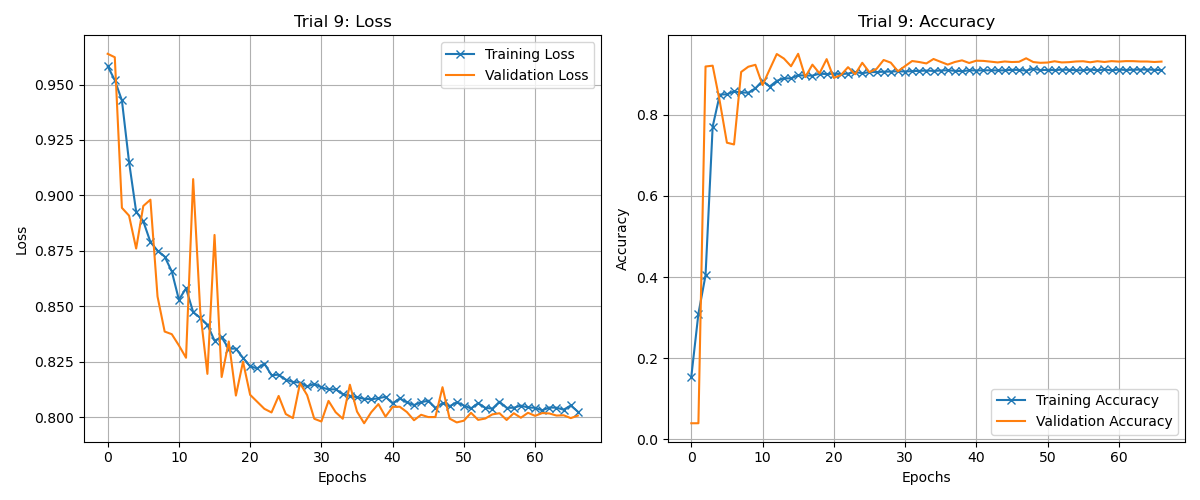 Trial 9: Loss
Training Loss
Validation Loss
0.950
0.925
0.900
0.875
0.850
0.825
0.800
Loss
0 10 20 30 40 50 60
Epochs
Trial 9: Accuracy
0.8
0.6
0.4
0.2
0.0
Accuracy
Training Accuracy
Validation Accuracy
0 10 20 30 40 50 60
Epochs